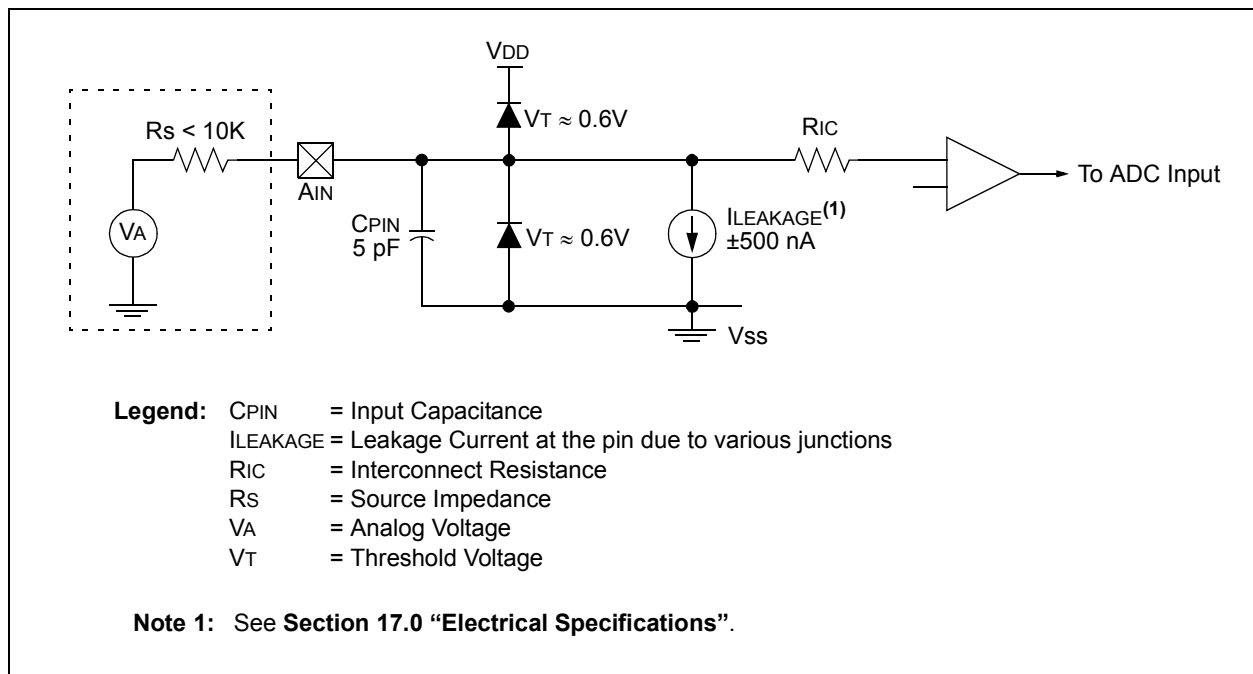 VDD
VT ≈ 0.6V
Rs < 10K
RIC
AIN
To ADC Input
VA
CPIN
5 pF
VT ≈ 0.6V
ILEAKAGE(1)
±500 nA
Vss
Legend: CPIN = Input Capacitance
ILEAKAGE = Leakage Current at the pin due to various junctions
RIC = Interconnect Resistance
RS = Source Impedance
VA = Analog Voltage
VT = Threshold Voltage
Note 1: See Section 17.0 “Electrical Specifications”.